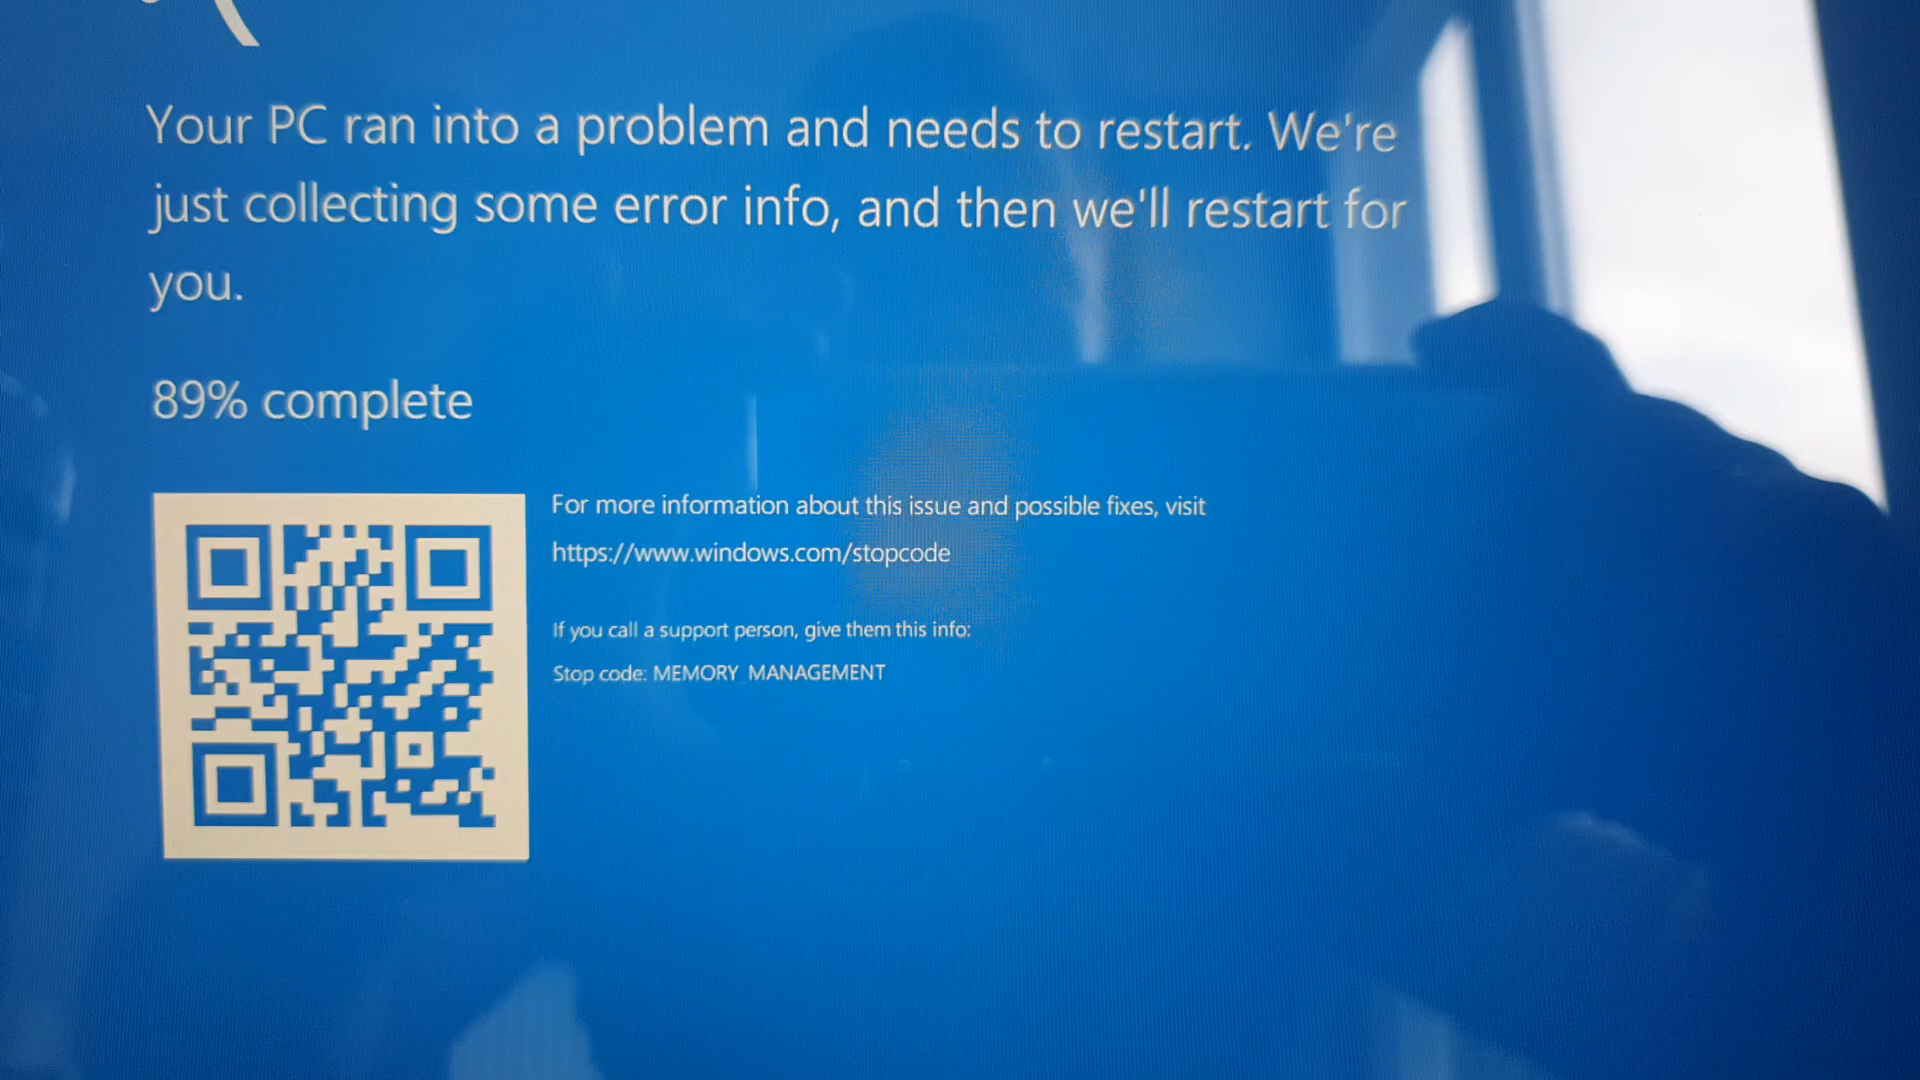 Your PC ran into a problem and needs to restart. We're
just collecting some error info, and then we'll restart for
you.
89% complete
For more information about this issue and possible fixes, visit
https://www.windows.com/stopcode
If you call a support person, give them this info:
Stop code: MEMORY_MANAGEMENT